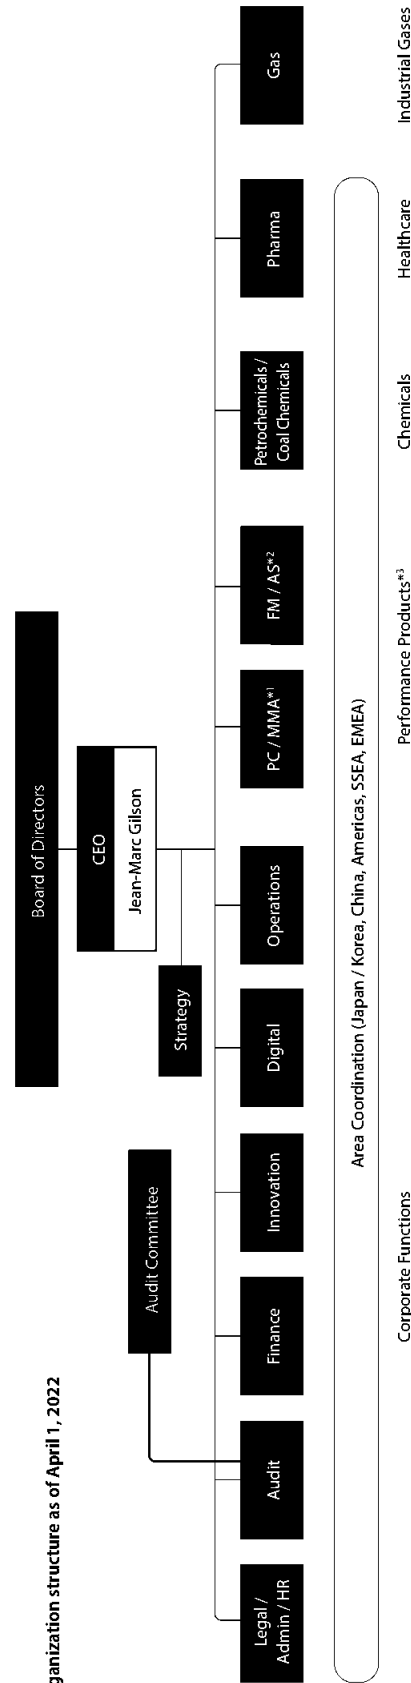 ganization structure as of April 1, 2022
Board of Directors
CEO
Jean-Marc Gilson
Audit Committee
Strategy
Legal /
Admin / HR
Audit
Finance
Innovation
Digital
Operations
PC / MMA*1
FM / AS*2
Petrochemicals /
Coal Chemicals
Pharma
Gas
Area Coordination (Japan / Korea, China, Americas, SSEA, EMEA)
Corporate Functions
Performance Products*3
Chemicals
Healthcare
Industrial Gases